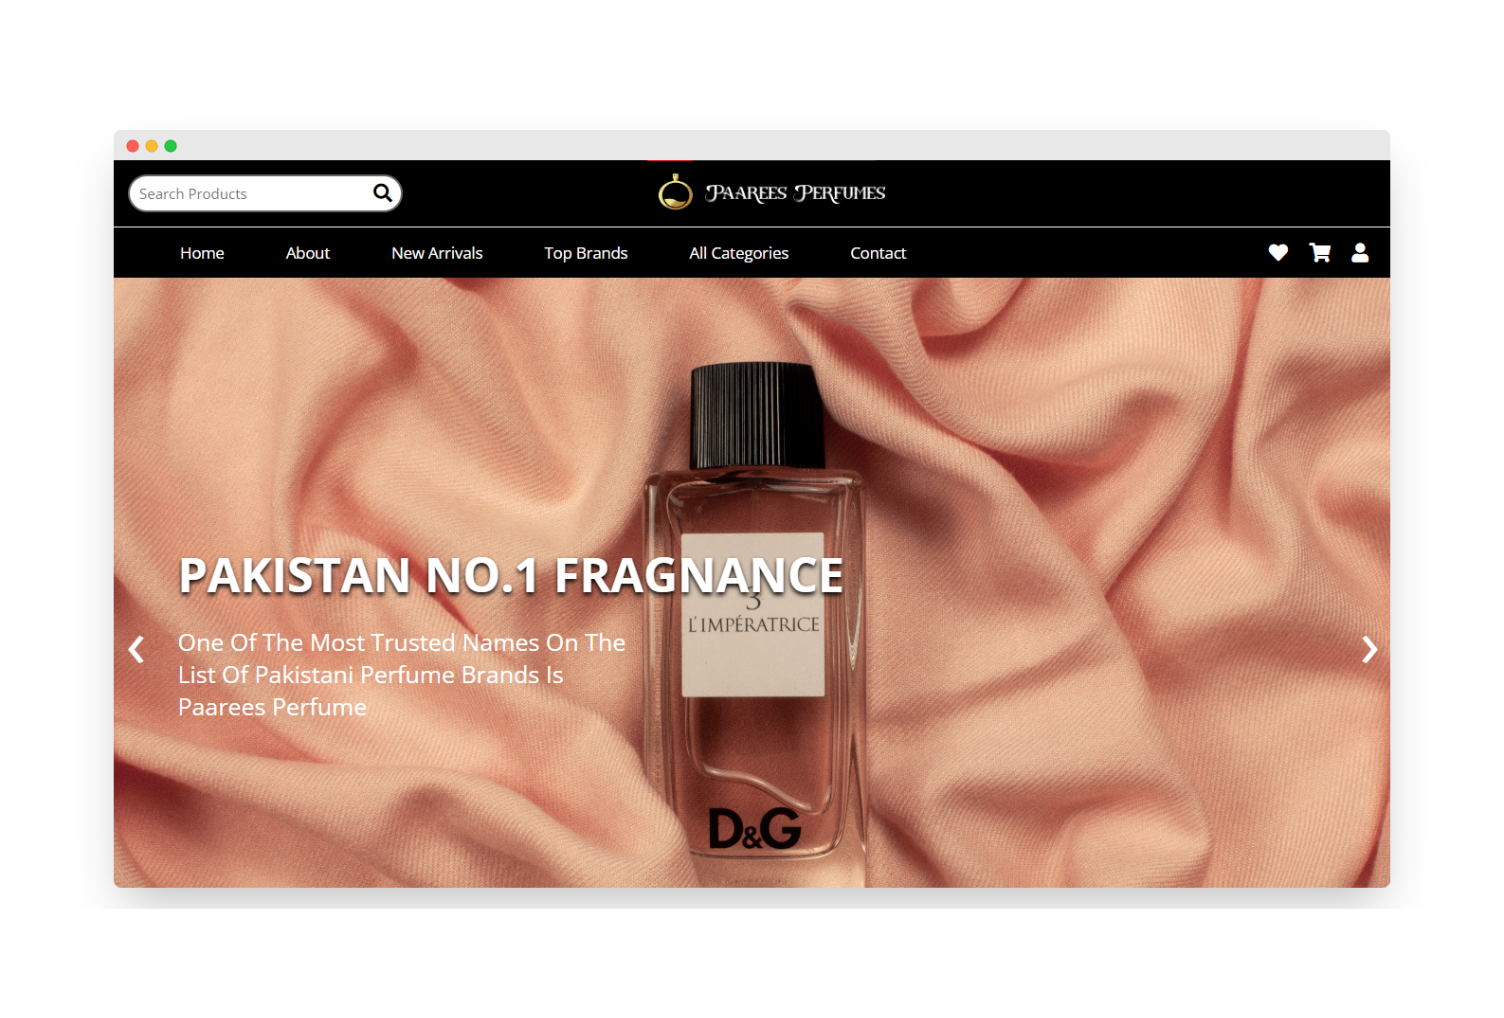 Search Products
PAAREES PERFUMES
Home About New Arrivals Top Brands All Categories Contact
PAKISTAN NO.1 FRAGNANCE
3
L'IMPÉRATRICE
One Of The Most Trusted Names On The
List Of Pakistani Perfume Brands Is
Paarees Perfume
D&G